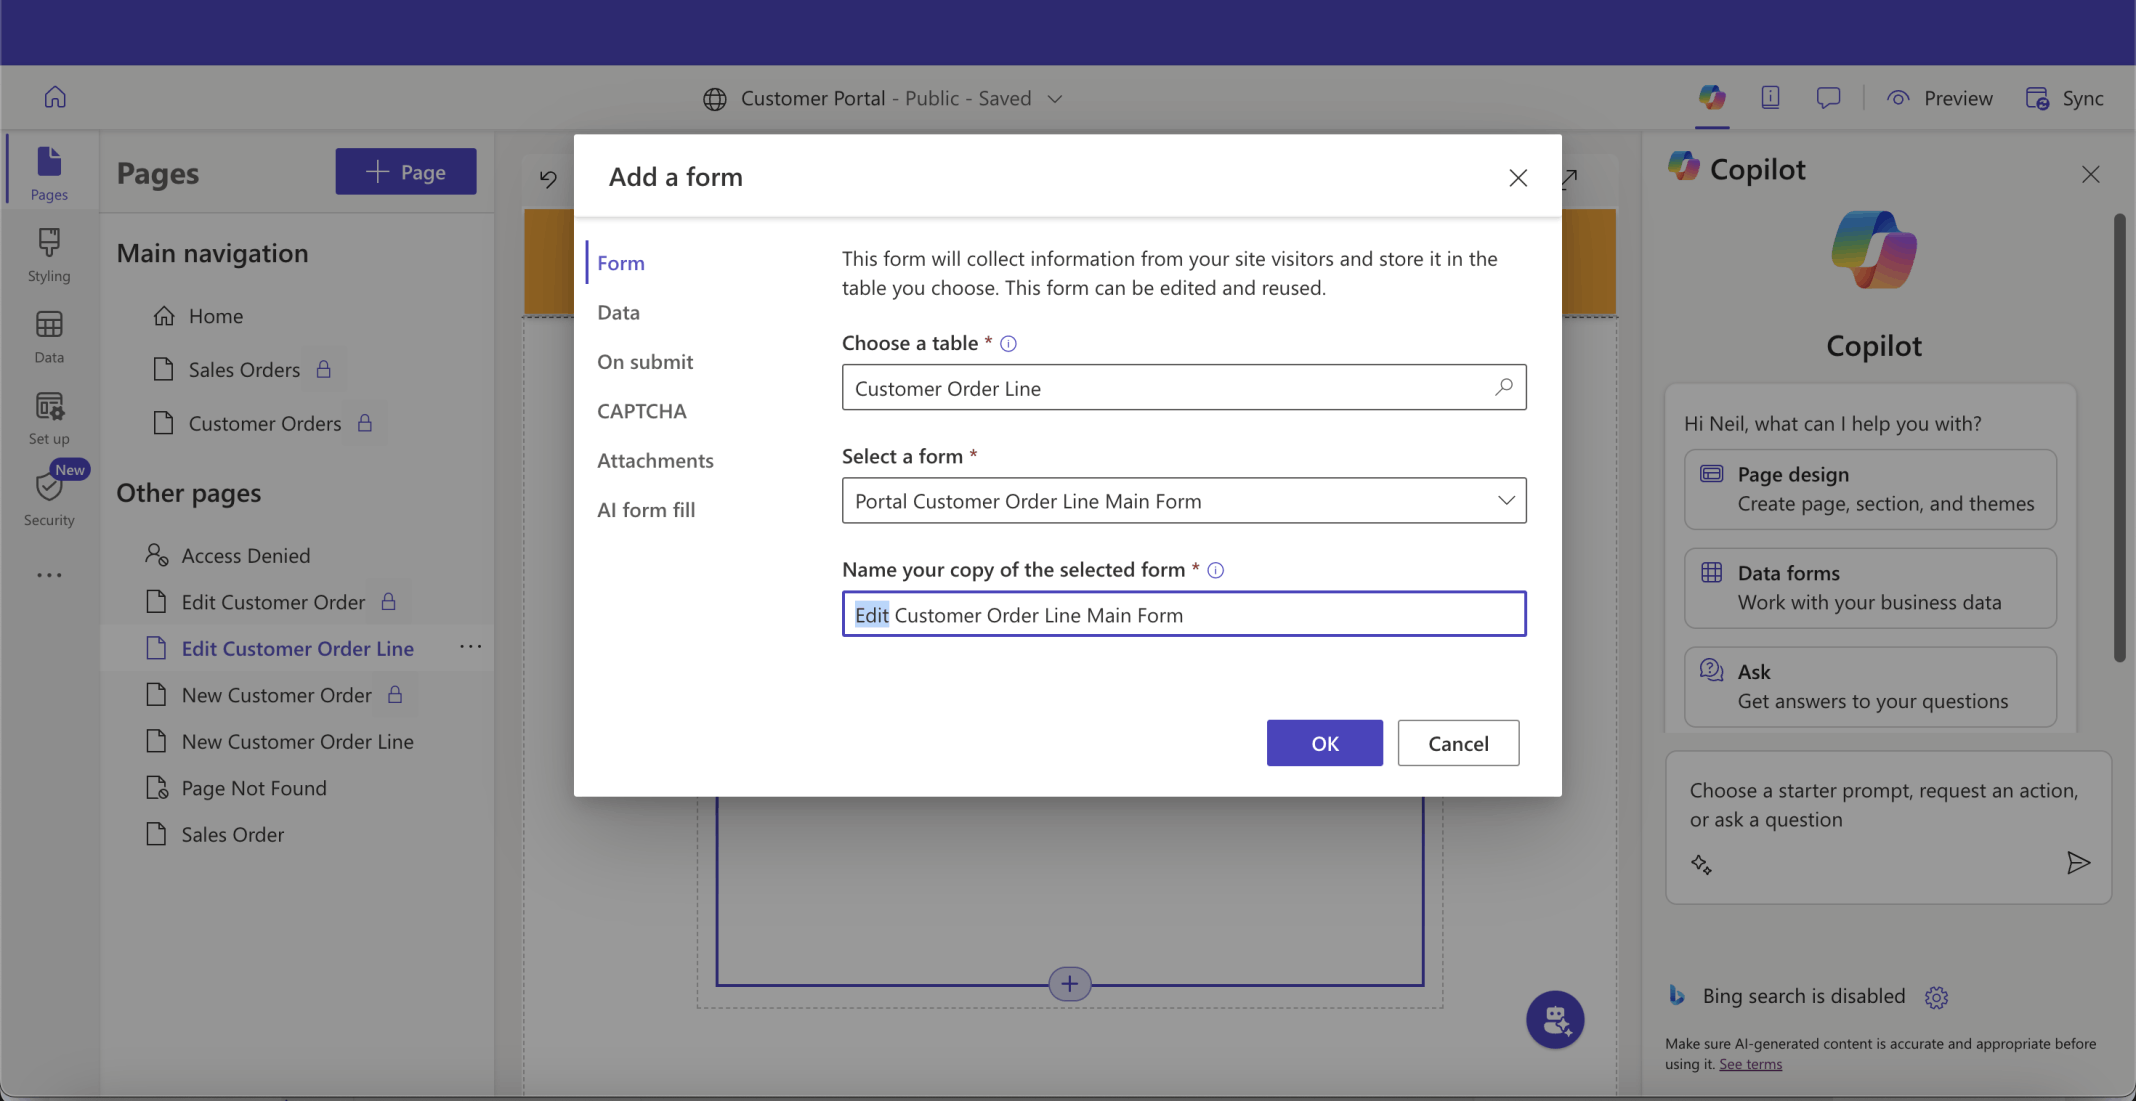 Customer Portal - Public - Saved
Preview
Sync
Pages
Styling
Data
Set up
New
Security
Pages
Page
Main navigation
Home
Sales Orders
Customer Orders
Other pages
Access Denied
Edit Customer Order
Edit Customer Order Line
New Customer Order
New Customer Order Line
Page Not Found
Sales Order
Add a form
Form
Data
On submit
CAPTCHA
Attachments
AI form fill
This form will collect information from your site visitors and store it in the
table you choose. This form can be edited and reused.
Choose a table *
Customer Order Line
Select a form *
Portal Customer Order Line Main Form
Name your copy of the selected form *
Edit Customer Order Line Main Form
OK
Cancel
Copilot
Copilot
Hi Neil, what can I help you with?
Page design
Create page, section, and themes
Data forms
Work with your business data
Ask
Get answers to your questions
Choose a starter prompt, request an action,
or ask a question
Bing search is disabled
Make sure AI-generated content is accurate and appropriate before
using it. See terms